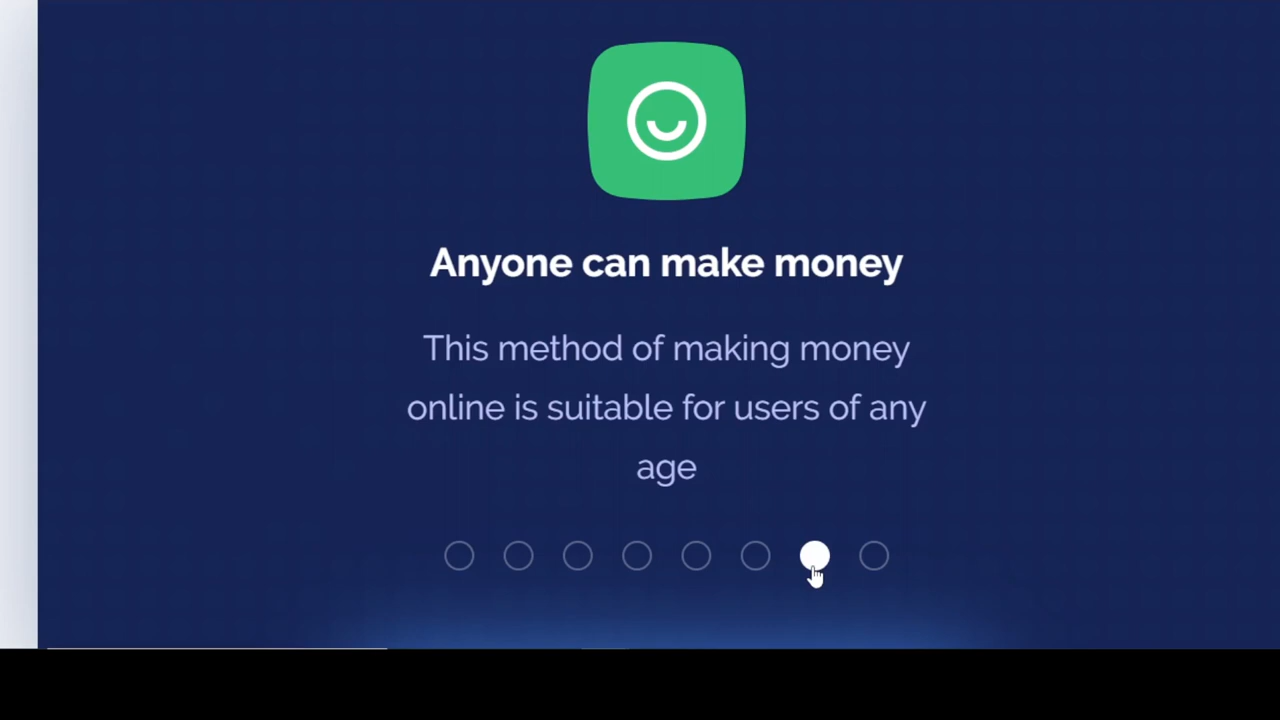 Anyone can make money
This method of making money
online is suitable for users of any
age